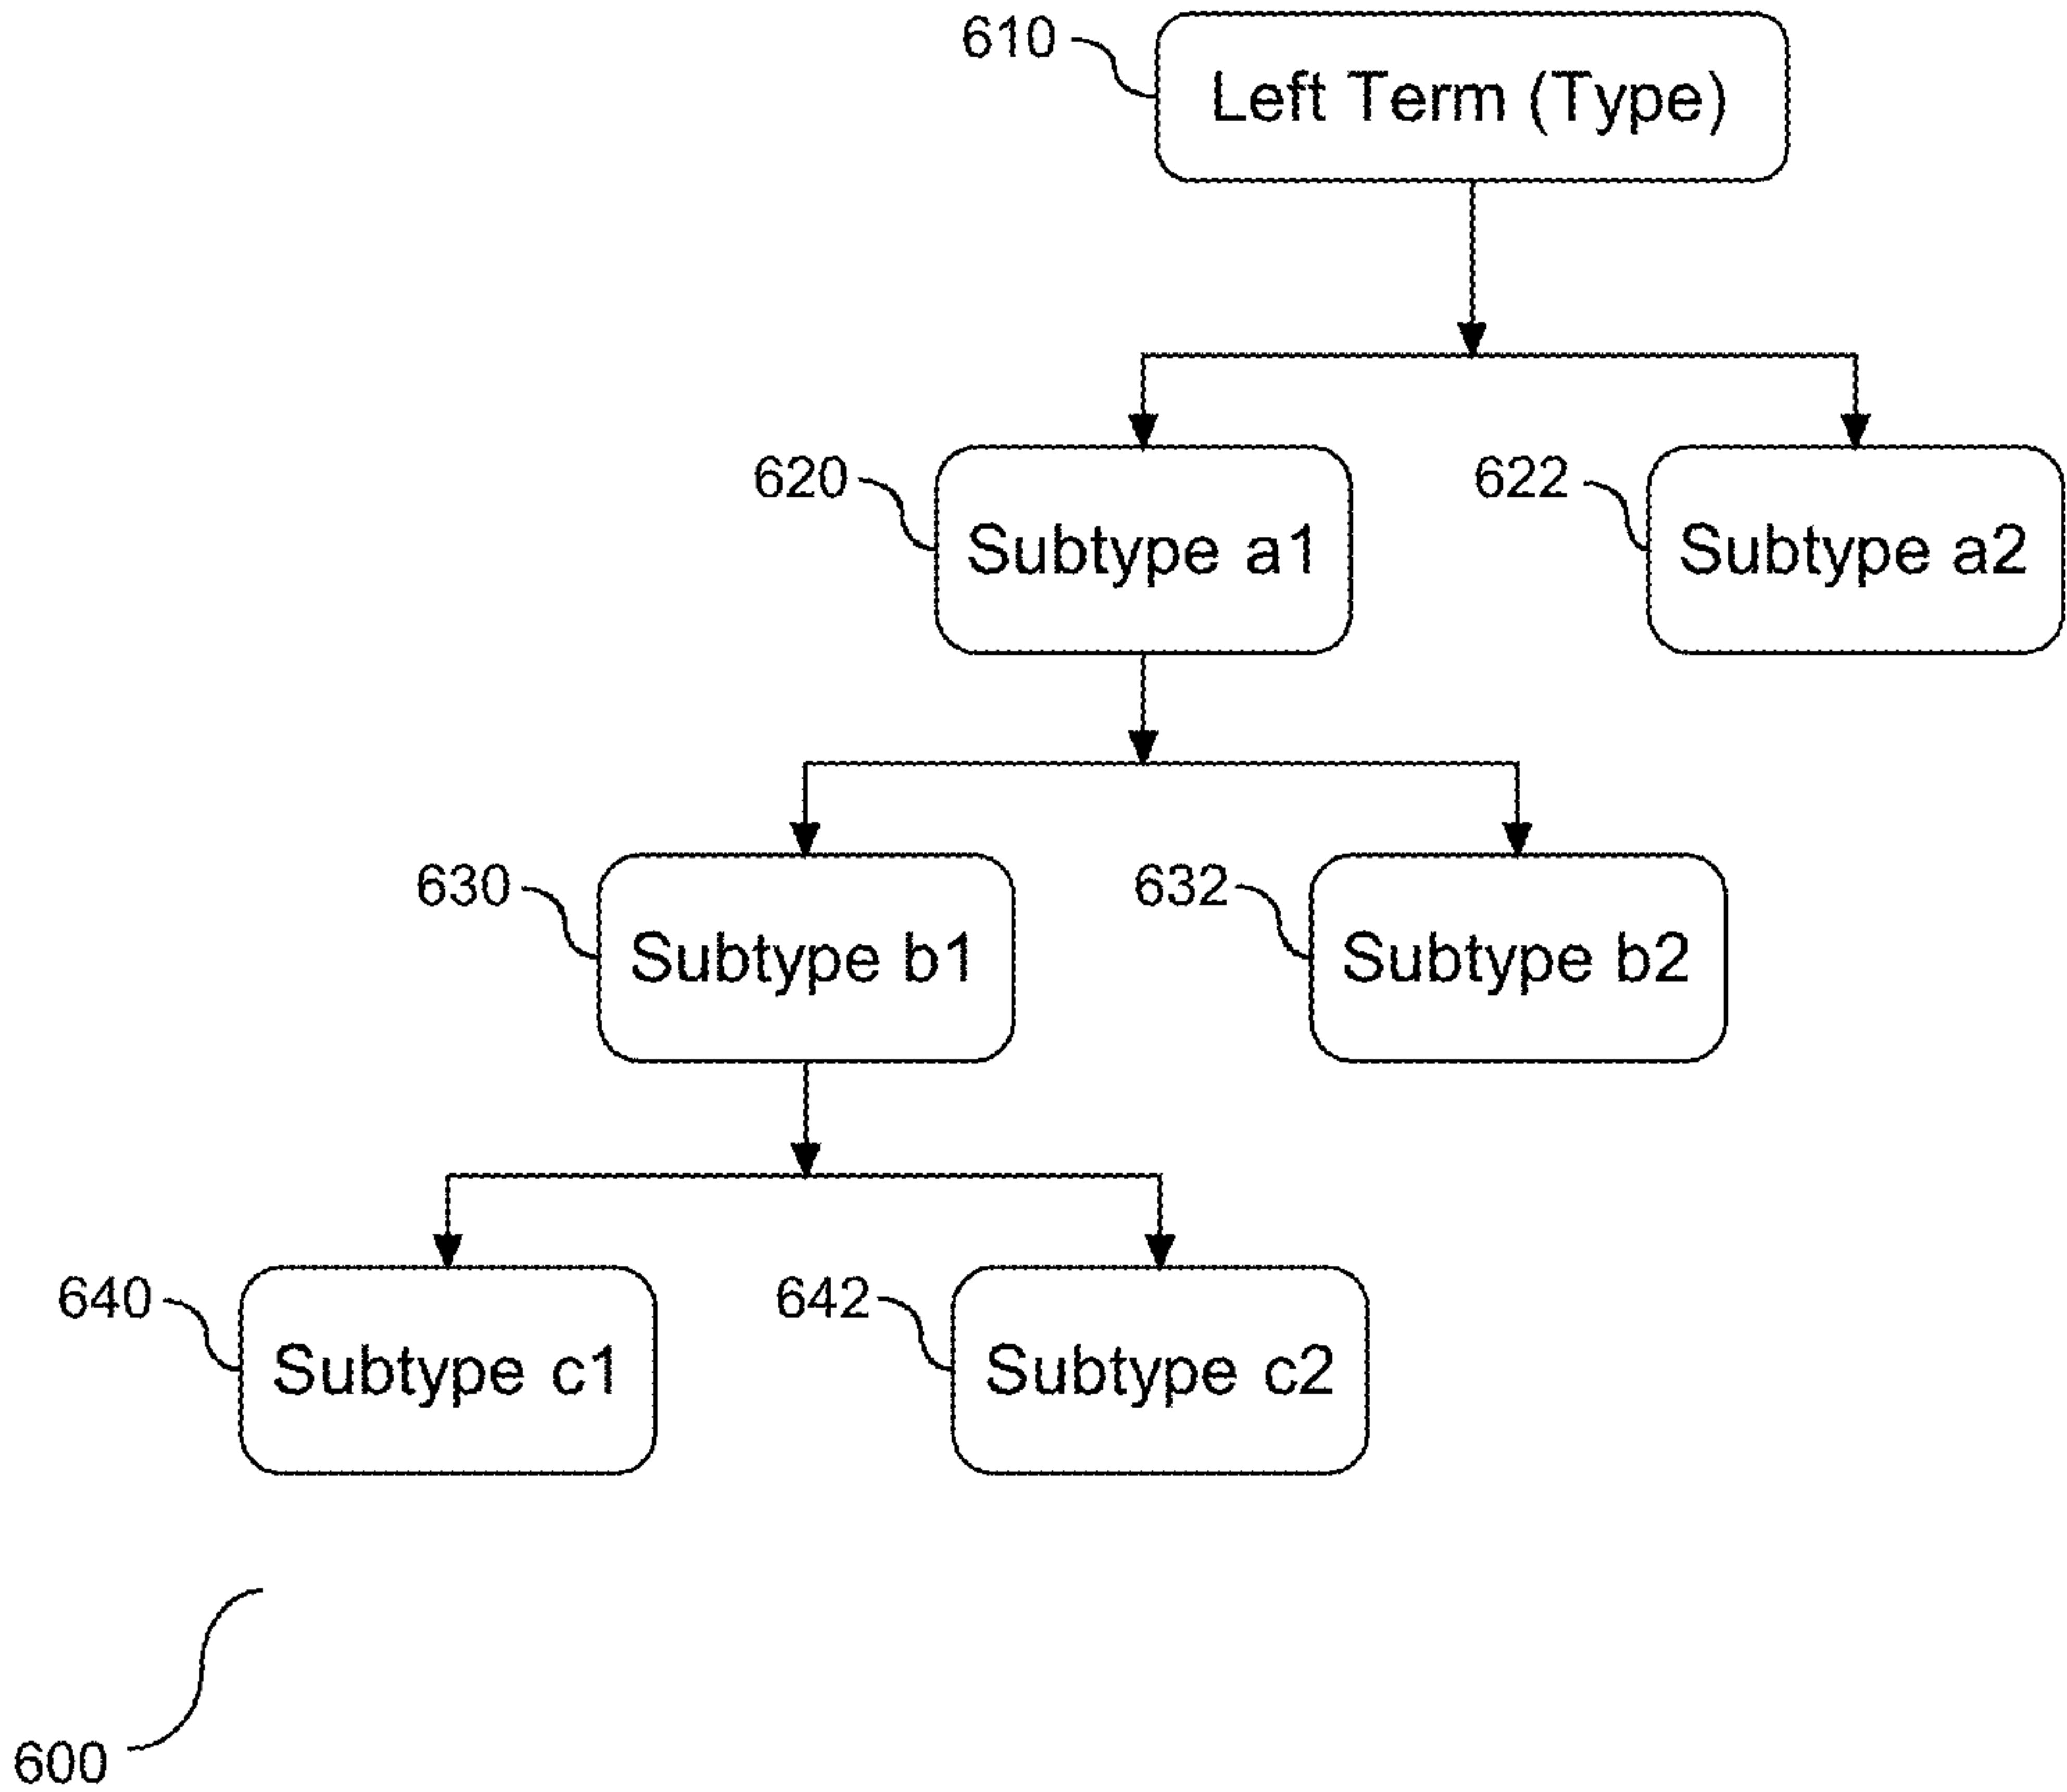 610
Left Term (Type)
620
622
Subtype a1
Subtype a2
630
632
Subtype b1
Subtype b2
640
642
Subtype c1
Subtype c2
600